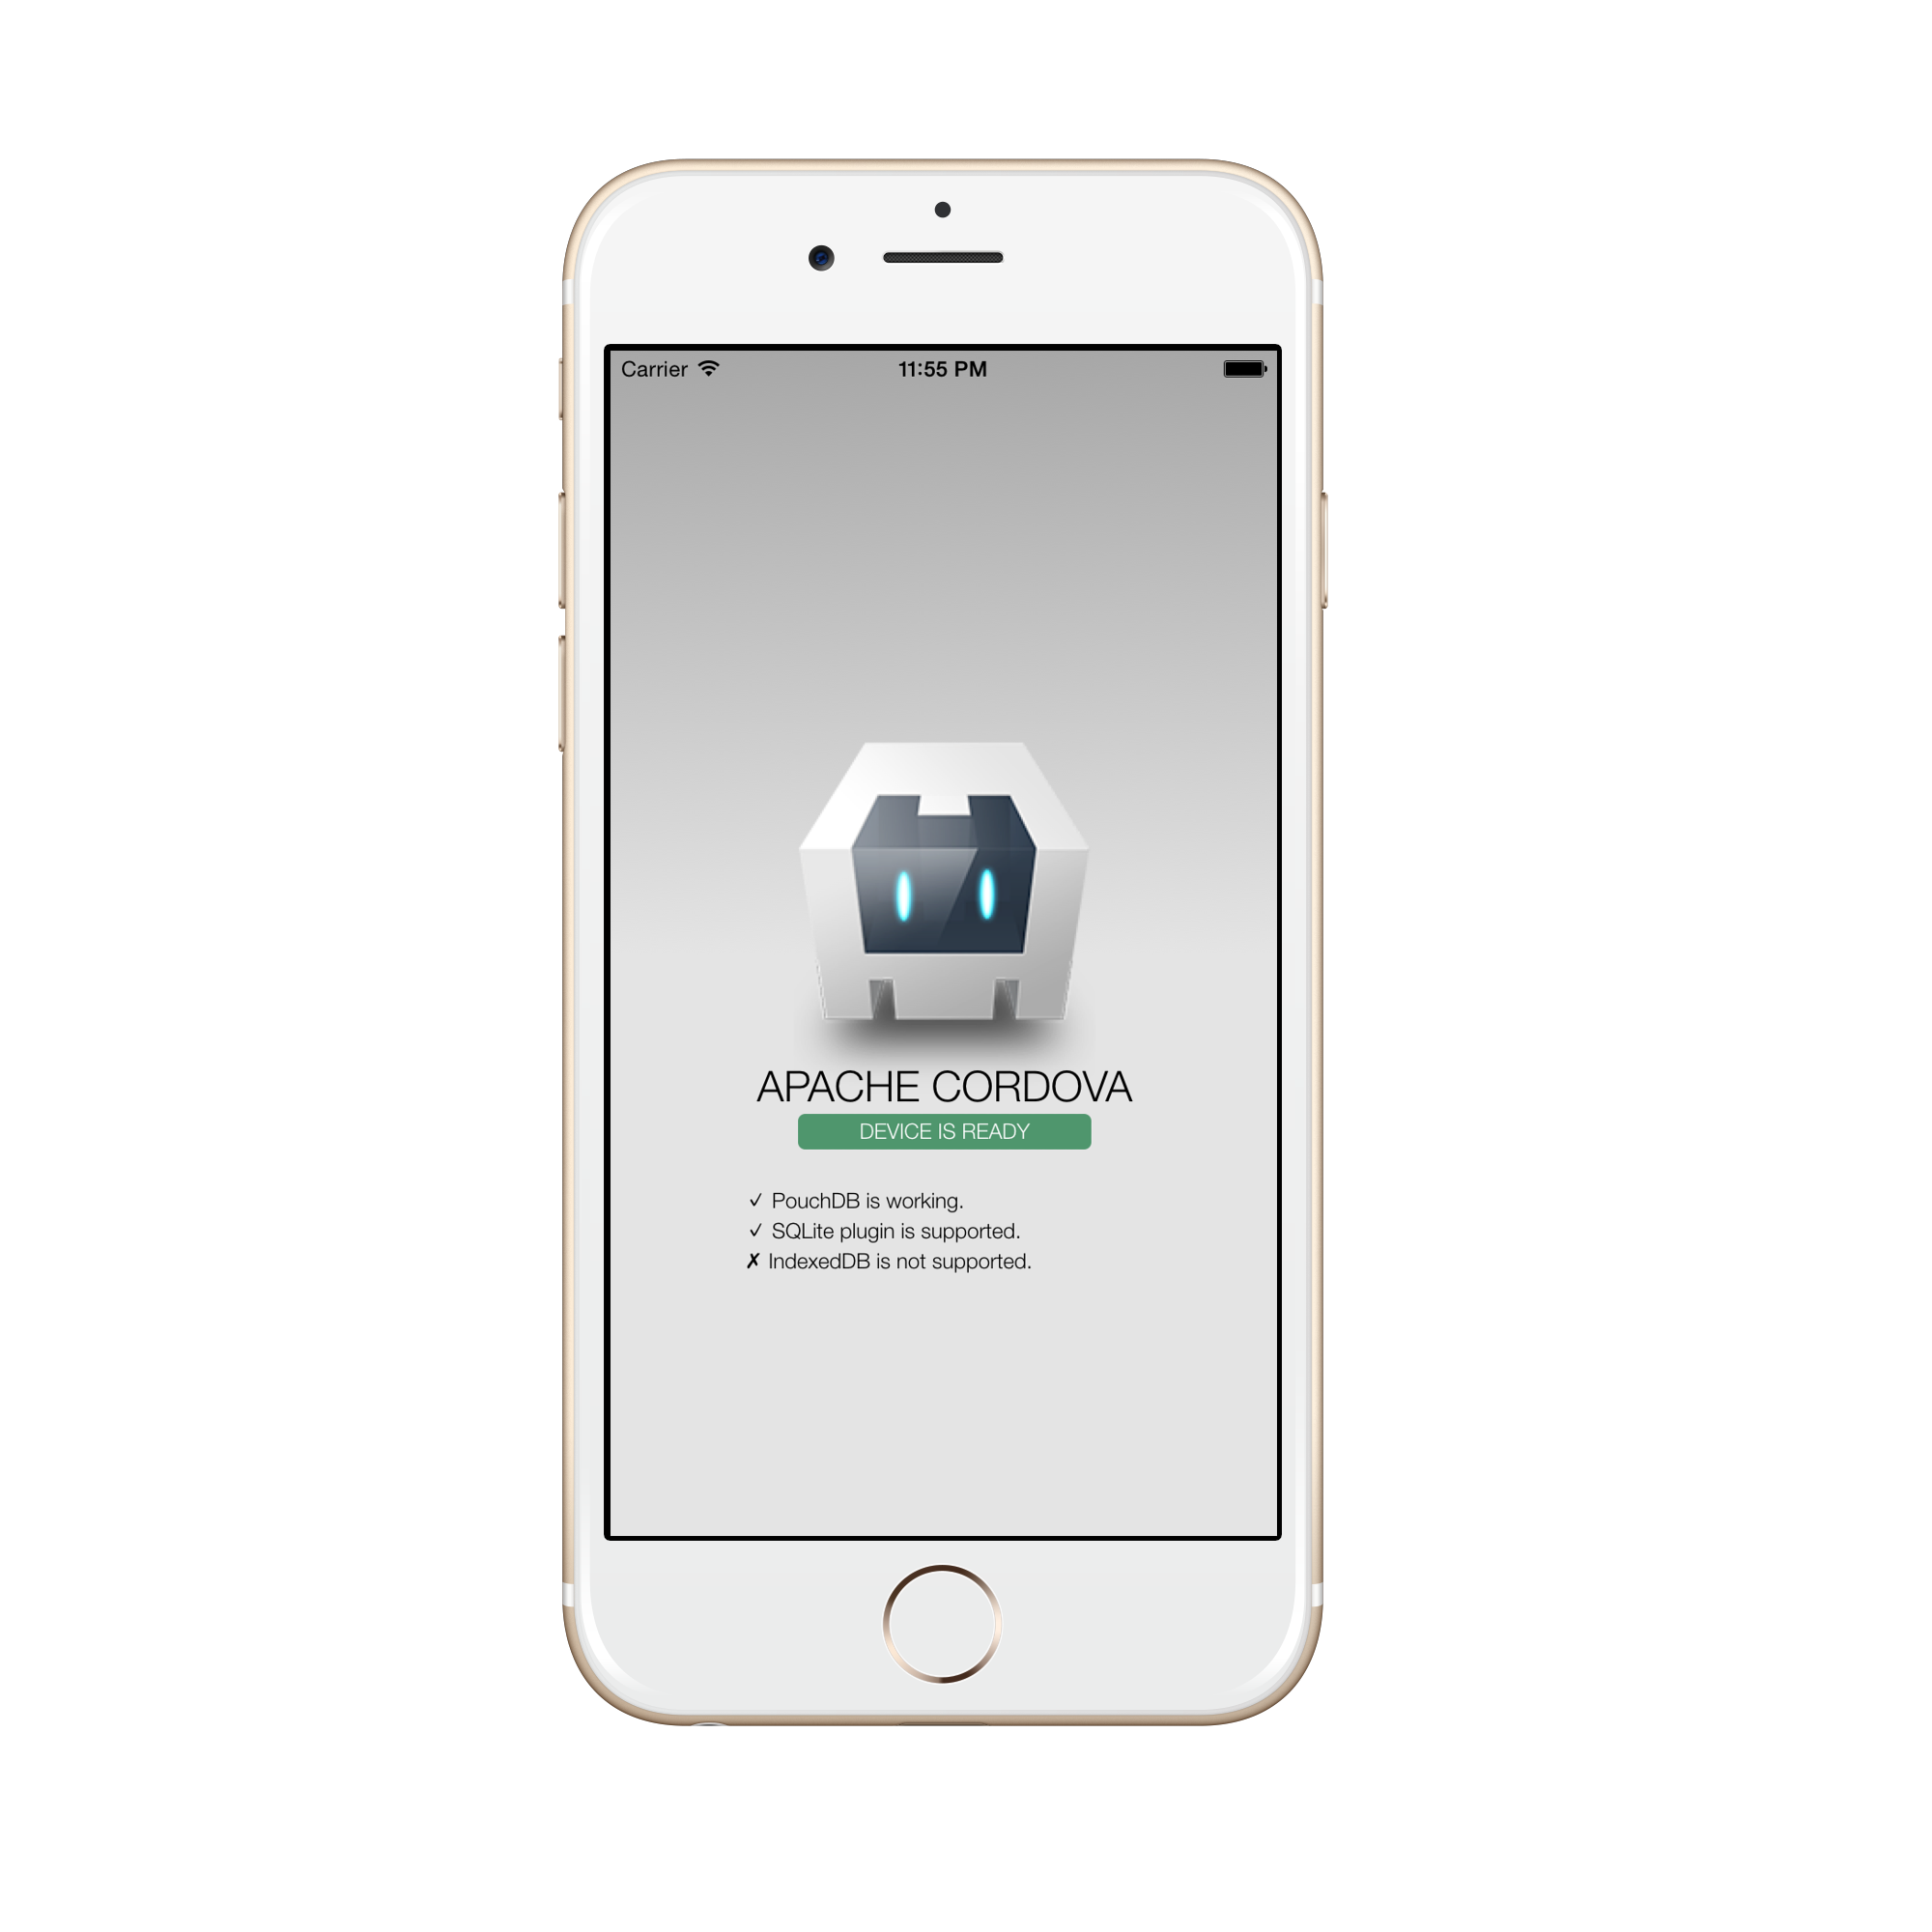 Carrier 11:55 PM
APACHE CORDOVA
DEVICE IS READY
✓ PouchDB is working.
✓ SQLite plugin is supported.
✗ IndexedDB is not supported.